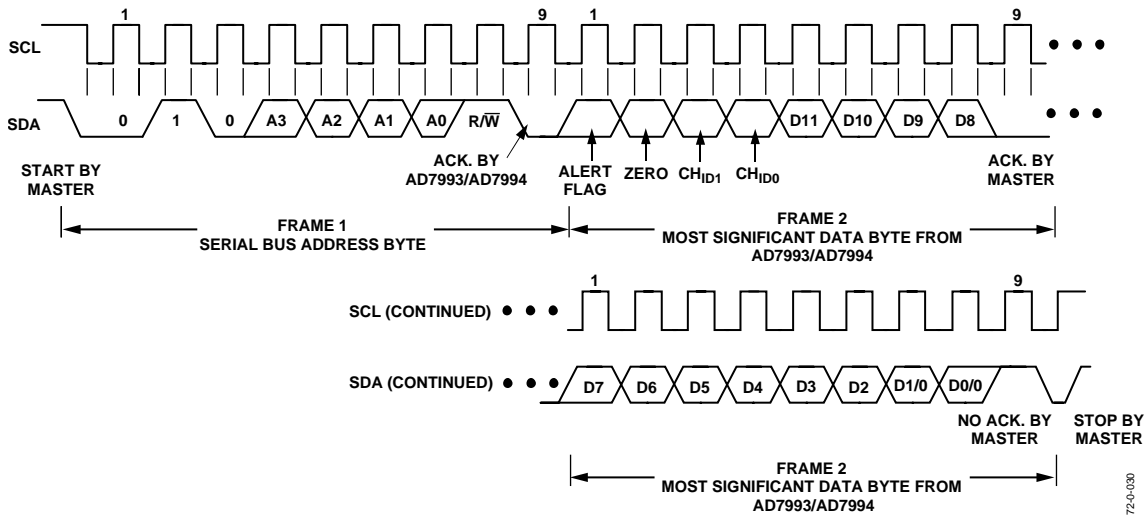 1 9 1 9
SCL
SDA 0 1 0 A3 A2 A1 A0 R/W̅ D11 D10 D9 D8
START BY
MASTER
ACK. BY
AD7993/AD7994
ALERT
FLAG
ZERO
CHID1
CHID0
ACK. BY
MASTER
FRAME 1
SERIAL BUS ADDRESS BYTE
FRAME 2
MOST SIGNIFICANT DATA BYTE FROM
AD7993/AD7994
1 9
SCL (CONTINUED)
SDA (CONTINUED) D7 D6 D5 D4 D3 D2 D1/0 D0/0
NO ACK. BY
MASTER
STOP BY
MASTER
FRAME 2
MOST SIGNIFICANT DATA BYTE FROM
AD7993/AD7994
72-0-030